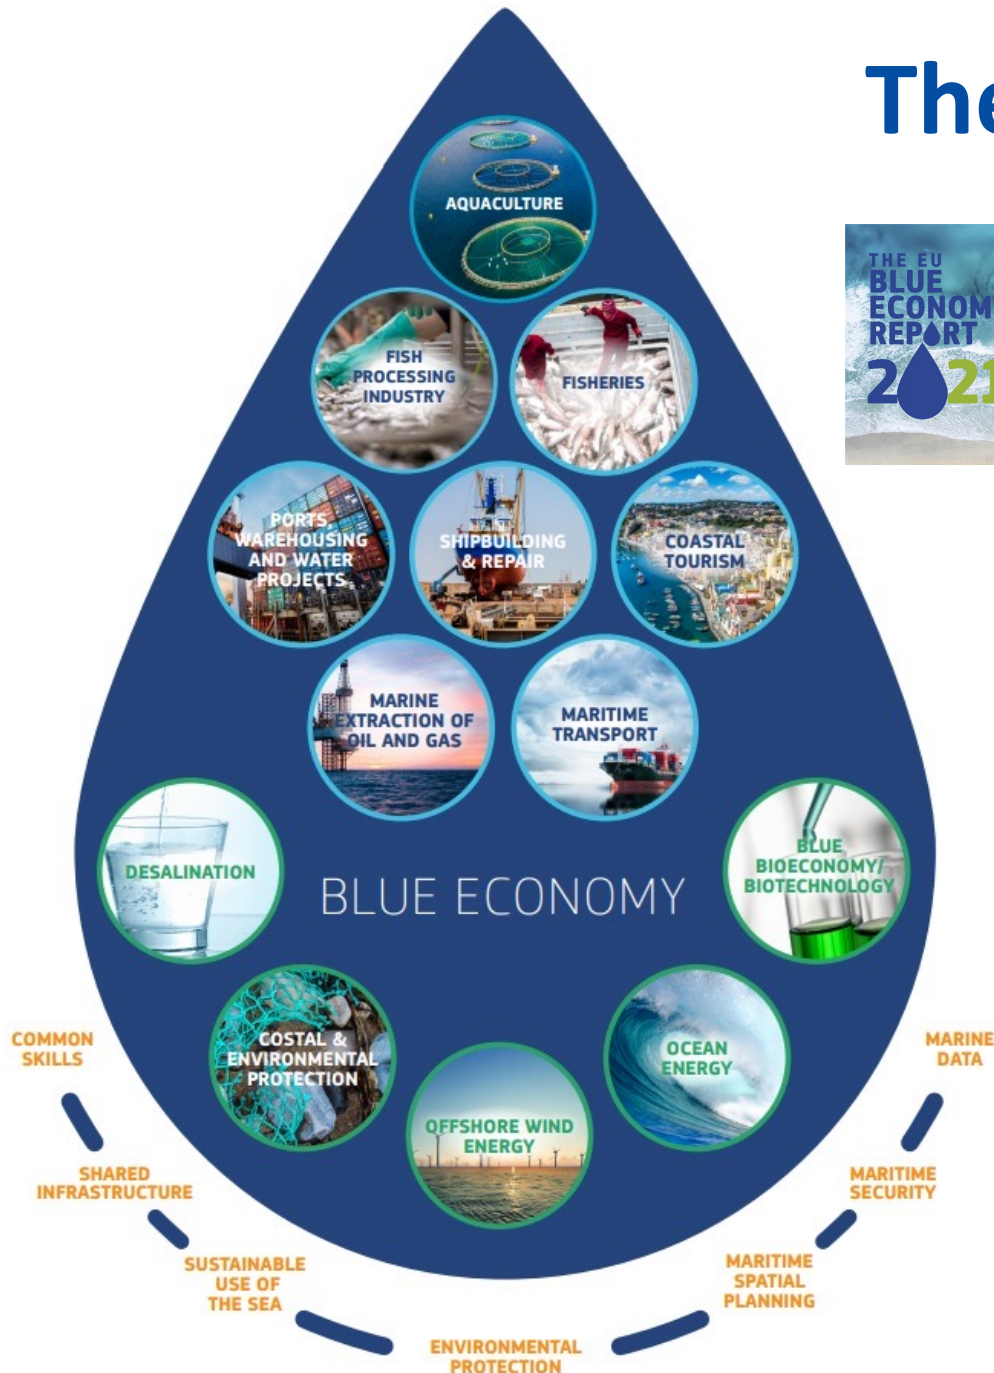 The
THE EU
BLUE
ECONOM
REPORT
2021
AQUACULTURE
FISH
PROCESSING
INDUSTRY
FISHERIES
PORTS,
WAREHOUSING
AND WATER
PROJECTS
SHIPBUILDING
& REPAIR
COASTAL
TOURISM
MARINE
EXTRACTION OF
OIL AND GAS
MARITIME
TRANSPORT
DESALINATION
BLUE
BIOECONOMY/
BIOTECHNOLOGY
BLUE ECONOMY
COSTAL &
ENVIRONMENTAL
PROTECTION
OCEAN
ENERGY
OFFSHORE WIND
ENERGY
COMMON
SKILLS
MARINE
DATA
SHARED
INFRASTRUCTURE
MARITIME
SECURITY
SUSTAINABLE
USE OF
THE SEA
MARITIME
SPATIAL
PLANNING
ENVIRONMENTAL
PROTECTION